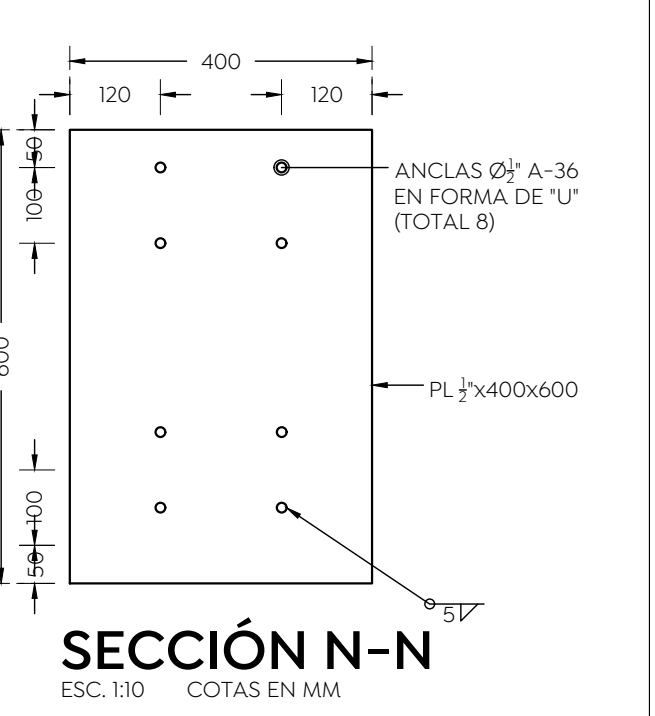 400
120
120
50
100
ANCLAS Ø½" A-36
EN FORMA DE "U"
(TOTAL 8)
600
PL ½"x400x600
100
50
5
SECCIÓN N-N
ESC. 1:10 COTAS EN MM